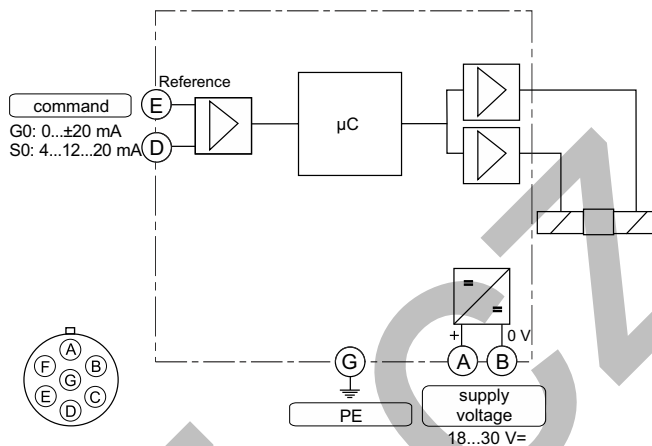 Reference
command
E
G0: 0...±20 mA
S0: 4...12...20 mA
D
µC
+
0 V
G
A
B
PE
supply
voltage
18...30 V=
A
F
B
G
E
C
D